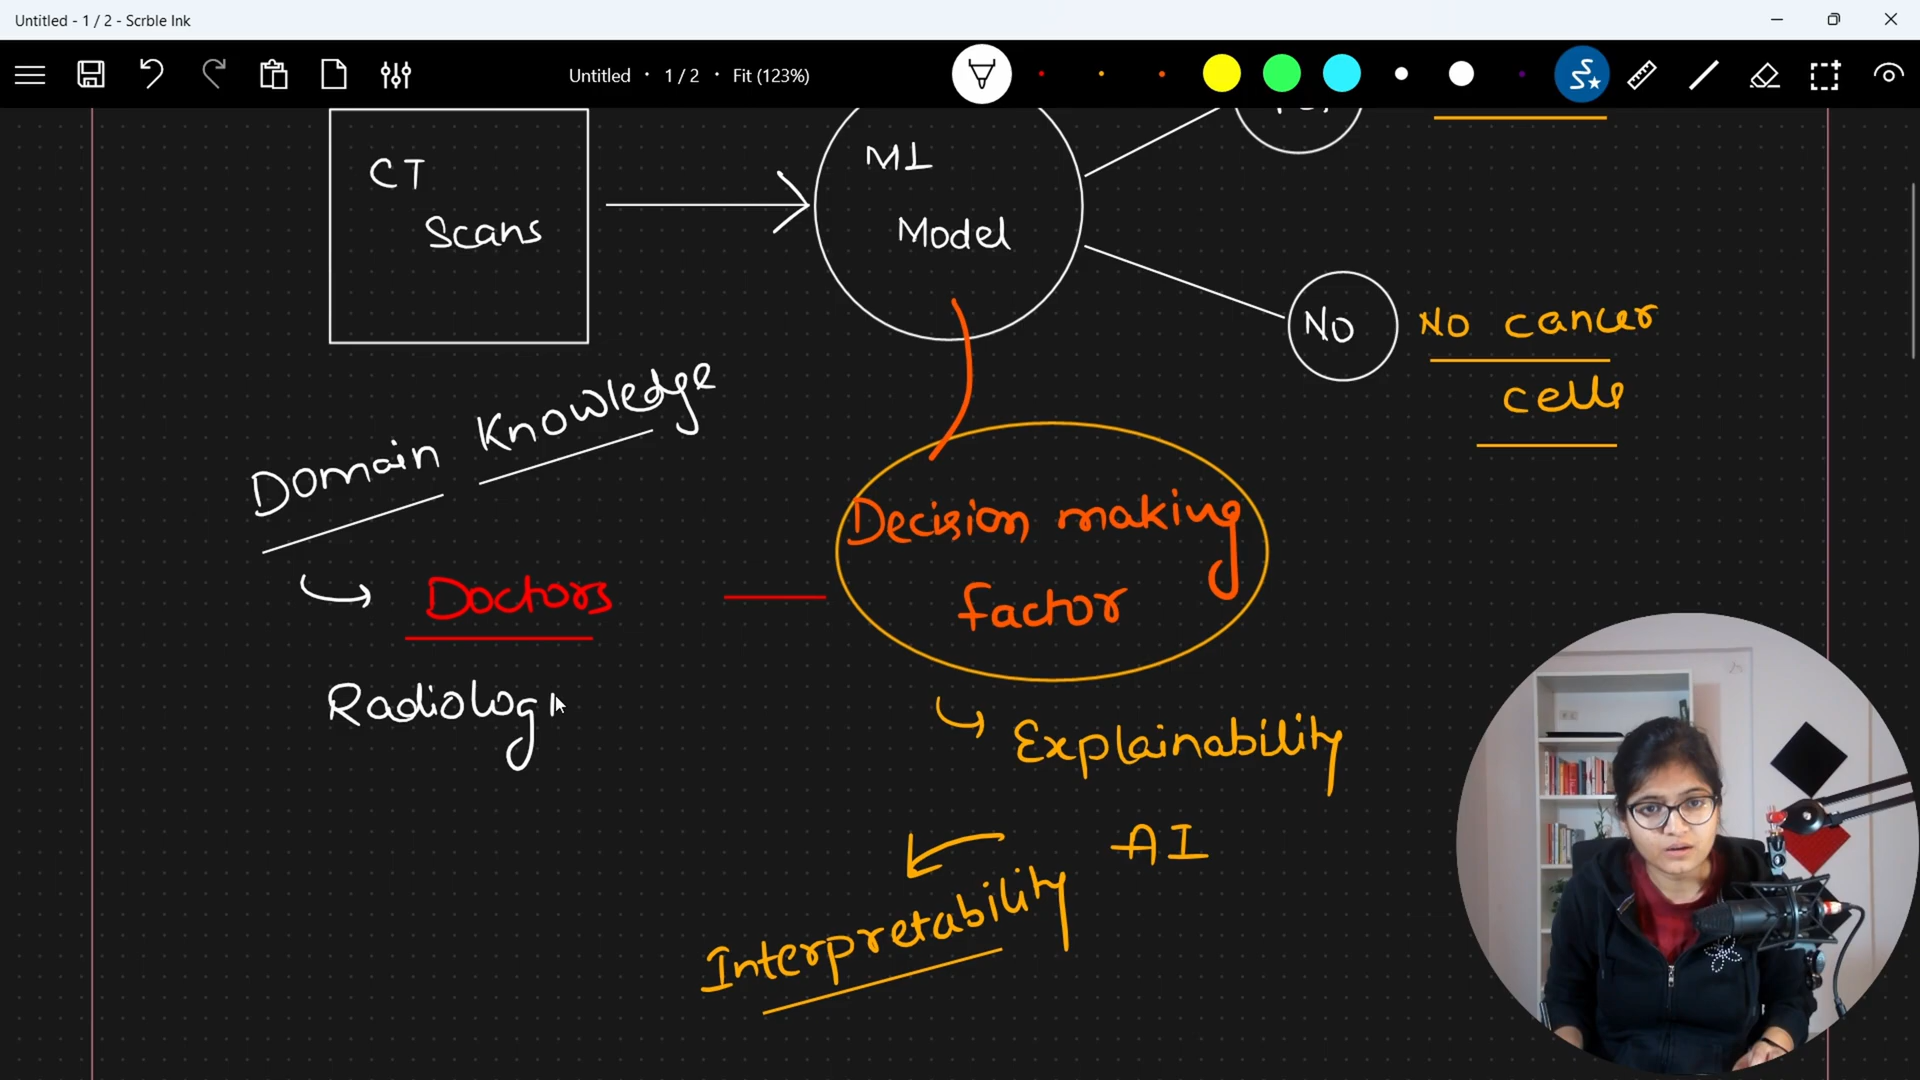 Untitled - 1 / 2 - Scrble Ink
Untitled • 1 / 2 • Fit (123%)
CT
Scans
ML
Model
No
No cancer
cells
Domain Knowledge
Doctors
Decision making
factor
Radiologi
Explainability
AI
Interpretability